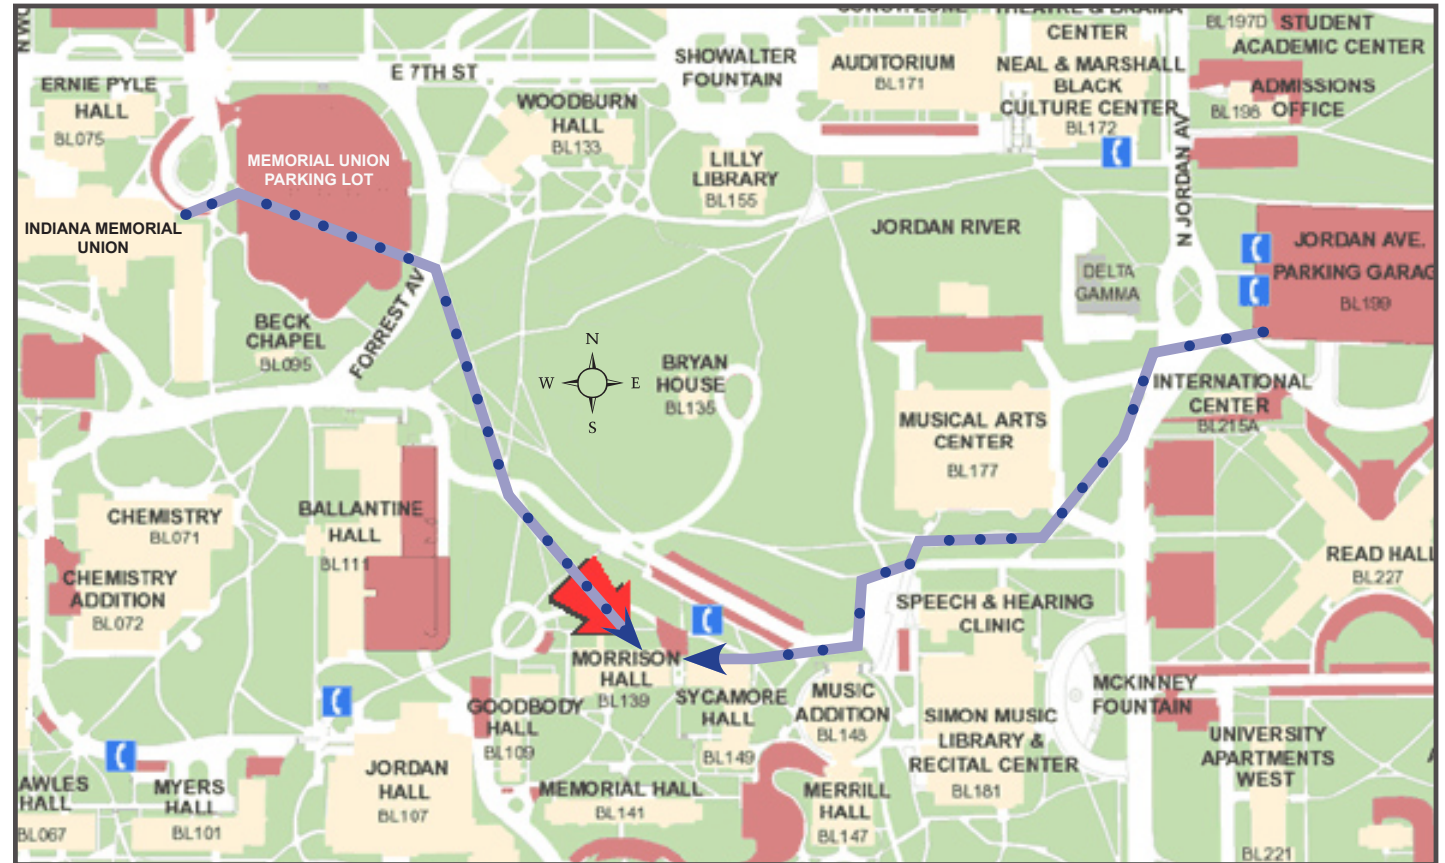 THEATRE & DRAMA
CENTER
NEAL & MARSHALL
BLACK
CULTURE CENTER
BL172
BL197D
STUDENT
ACADEMIC CENTER
ADMISSIONS
OFFICE
BL198
ERNIE PYLE
HALL
BL075
E 7TH ST
SHOWALTER
FOUNTAIN
AUDITORIUM
BL171
WOODBURN
HALL
BL133
LILLY
LIBRARY
BL155
MEMORIAL UNION
PARKING LOT
INDIANA MEMORIAL
UNION
JORDAN RIVER
N JORDAN AV
DELTA
GAMMA
JORDAN AVE.
PARKING GARAG
BL199
BECK
CHAPEL
BL095
FORREST AV
N
W
E
S
BRYAN
HOUSE
BL135
MUSICAL ARTS
CENTER
BL177
INTERNATIONAL
CENTER
BL215A
CHEMISTRY
BL071
CHEMISTRY
ADDITION
BL072
BALLANTINE
HALL
BL111
READ HALL
BL227
SPEECH & HEARING
CLINIC
MORRISON
HALL
BL139
SYCAMORE
HALL
BL149
MUSIC
ADDITION
BL148
MCKINNEY
FOUNTAIN
GOODBODY
HALL
BL109
SIMON MUSIC
LIBRARY &
RECITAL CENTER
BL181
UNIVERSITY
APARTMENTS
WEST
BL221
AWLES
HALL
BL067
MYERS
HALL
BL101
JORDAN
HALL
BL107
MEMORIAL HALL
BL141
MERRILL
HALL
BL147